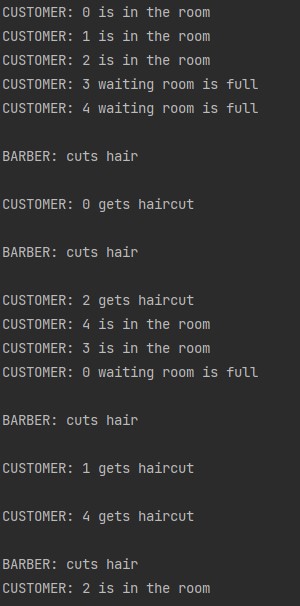 CUSTOMER: 0 is in the room
CUSTOMER: 1 is in the room
CUSTOMER: 2 is in the room
CUSTOMER: 3 waiting room is full
CUSTOMER: 4 waiting room is full
BARBER: cuts hair
CUSTOMER: 0 gets haircut
BARBER: cuts hair
CUSTOMER: 2 gets haircut
CUSTOMER: 4 is in the room
CUSTOMER: 3 is in the room
CUSTOMER: 0 waiting room is full
BARBER: cuts hair
CUSTOMER: 1 gets haircut
CUSTOMER: 4 gets haircut
BARBER: cuts hair
CUSTOMER: 2 is in the room